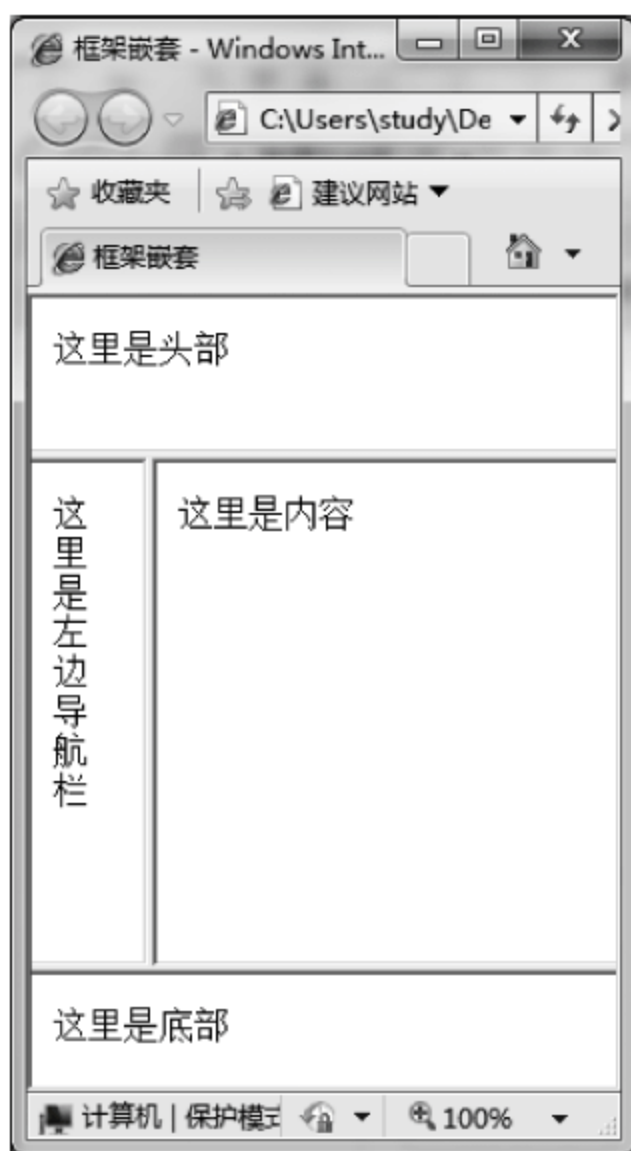 框架嵌套 - Windows Int...
C:\Users\study\De
收藏夹 建议网站
框架嵌套
这里是头部
这里是左边导航栏
这里是内容
这里是底部
计算机 | 保护模式
100%